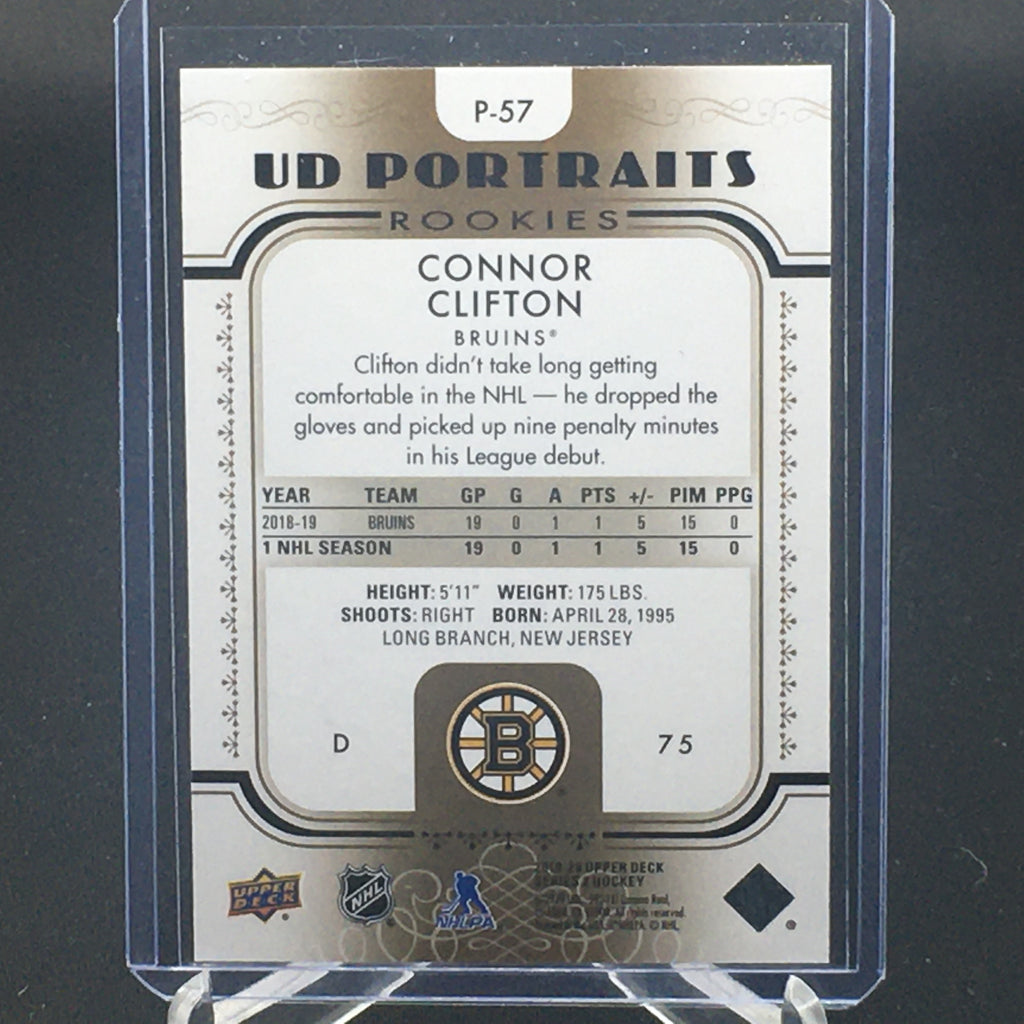 P-57
UD PORTRAITS
ROOKIES
CONNOR
CLIFTON
BRUINS®
Clifton didn't take long getting
comfortable in the NHL — he dropped the
gloves and picked up nine penalty minutes
in his League debut.
YEAR TEAM GP G A PTS +/- PIM PPG
2018-19 BRUINS 19 0 1 1 5 15 0
1 NHL SEASON 19 0 1 1 5 15 0
HEIGHT: 5'11" WEIGHT: 175 LBS.
SHOOTS: RIGHT BORN: APRIL 28, 1995
LONG BRANCH, NEW JERSEY
D B 75
UPPER
DECK
NHL
NHLPA
UPPER DECK
HOCKEY
All rights reserved.
© NHL